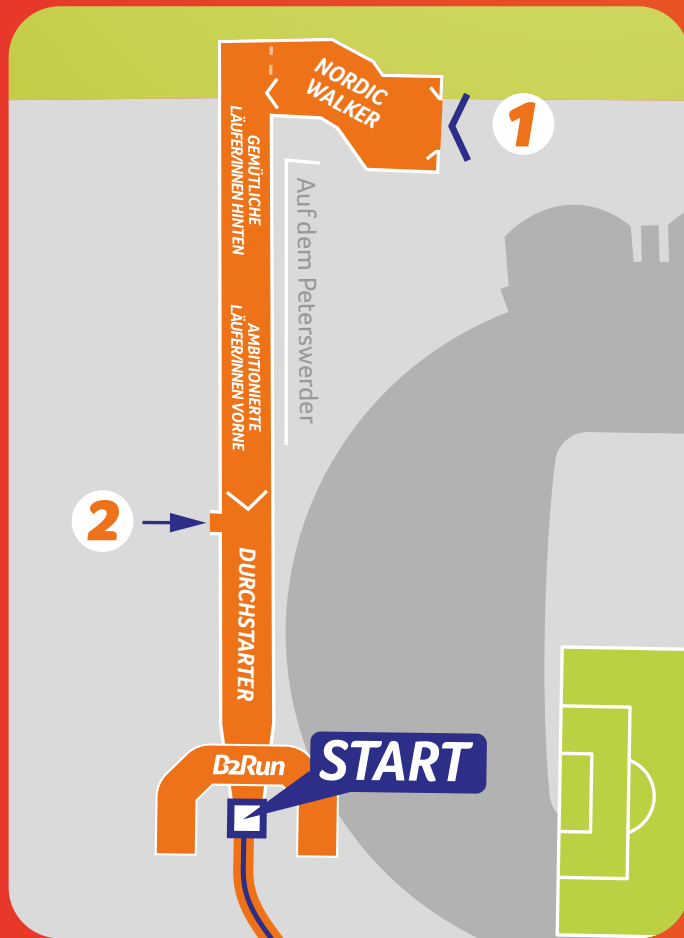 NORDIC
WALKER
1
GEMÜTLICHE
LÄUFER/INNEN HINTEN
Auf dem Peterswerder
AMBITIONIERTE
LÄUFER/INNEN VORNE
2
DURCHSTARTER
B2Run
START